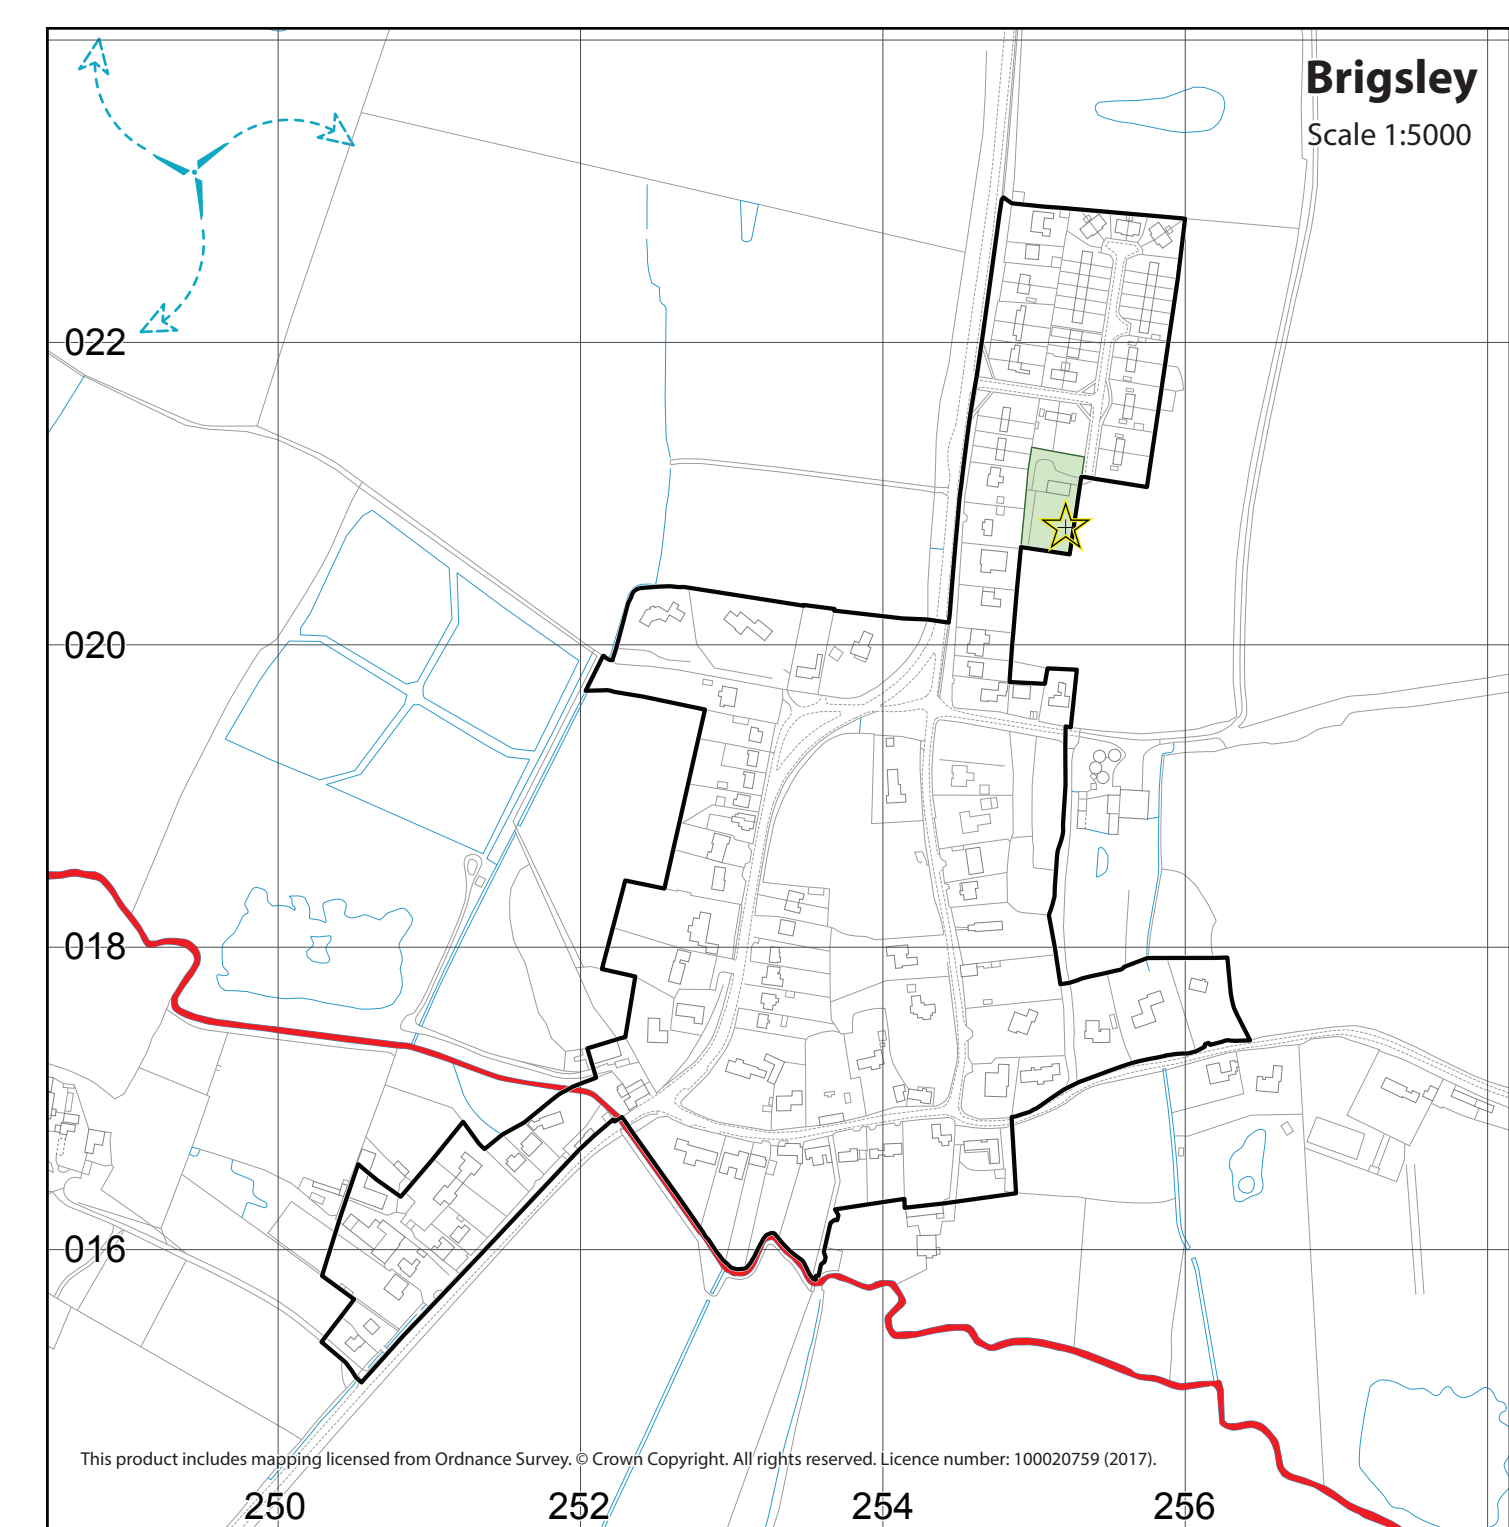 Brigsley
Scale 1:5000
022
020
018
016
This product includes mapping licensed from Ordnance Survey. © Crown Copyright. All rights reserved. Licence number: 100020759 (2017).
250 252 254 256